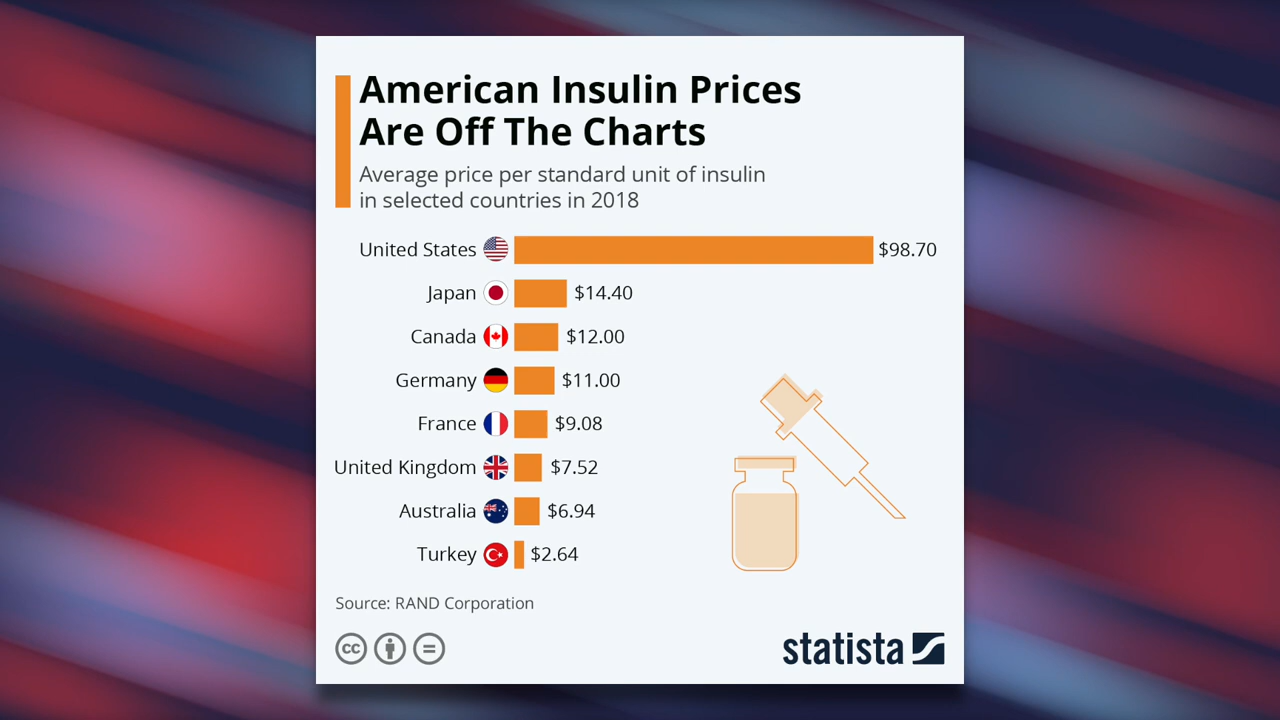 American Insulin Prices
Are Off The Charts
Average price per standard unit of insulin
in selected countries in 2018
United States $98.70
Japan $14.40
Canada $12.00
Germany $11.00
France $9.08
United Kingdom $7.52
Australia $6.94
Turkey $2.64
Source: RAND Corporation
cc
statista